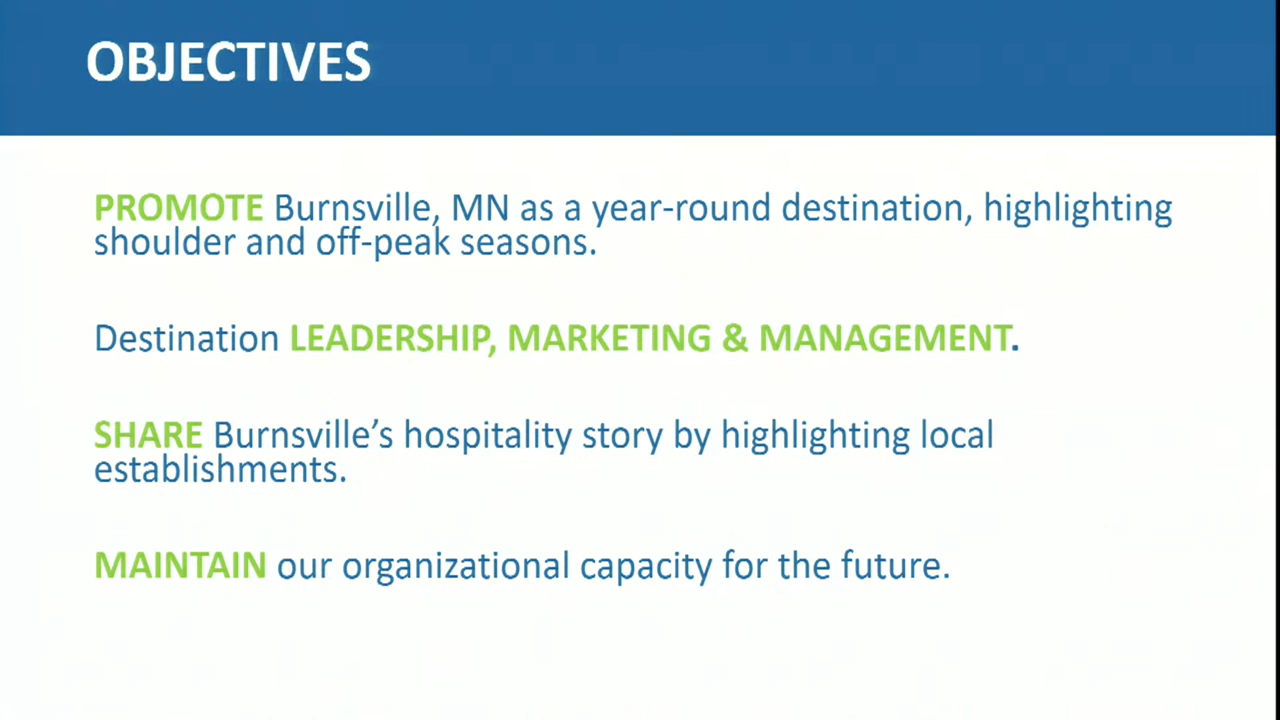 OBJECTIVES
PROMOTE Burnsville, MN as a year-round destination, highlighting
shoulder and off-peak seasons.
Destination LEADERSHIP, MARKETING & MANAGEMENT.
SHARE Burnsville’s hospitality story by highlighting local
establishments.
MAINTAIN our organizational capacity for the future.